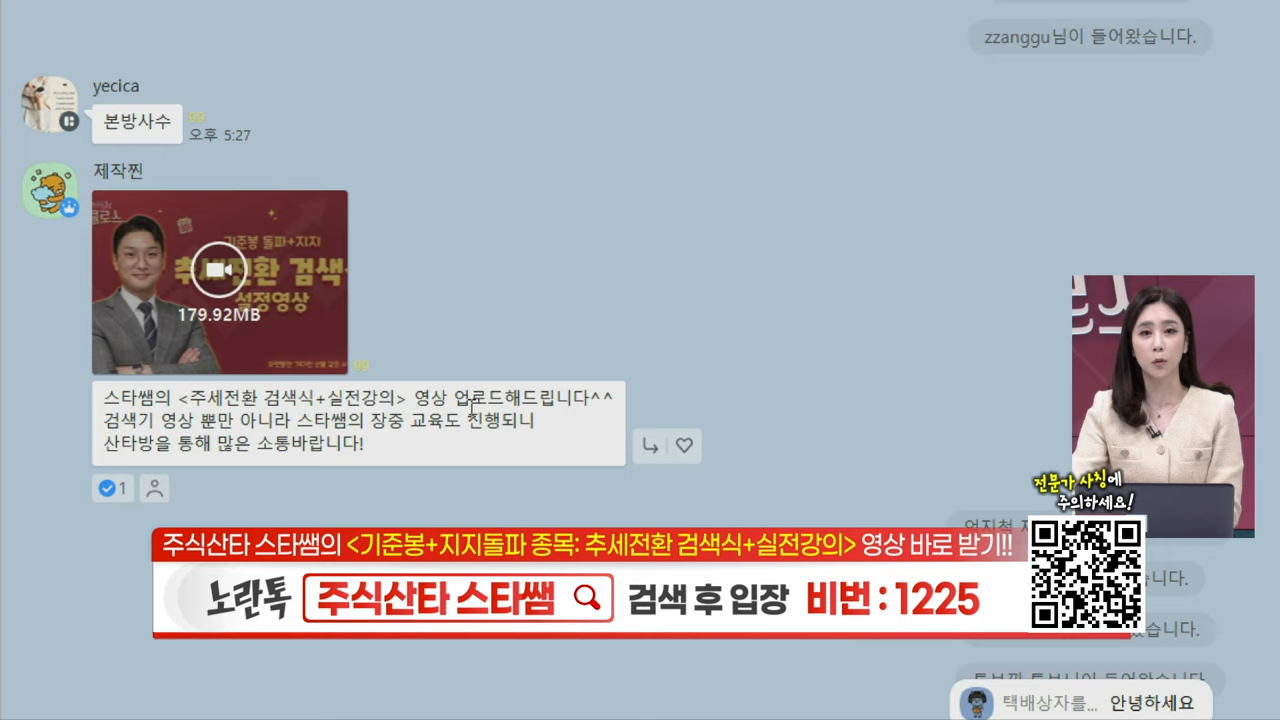 zzanggu님이 들어왔습니다.
yecica
본방사수
99
오후 5:27
제작찐
기준봉 돌파+지지
추세전환 검색
설정영상
179.92MB
99
스타쌤의 <추세전환 검색식+실전강의> 영상 업로드해드립니다^^
검색기 영상 뿐만 아니라 스타쌤의 장중 교육도 진행되니
산타방을 통해 많은 소통바랍니다!
1
전문가 사칭에
주의하세요!
주식산타 스타쌤의 <기준봉+지지돌파 종목: 추세전환 검색식+실전강의> 영상 바로 받기!!
노란톡 주식산타 스타쌤 검색 후 입장 비번 : 1225
니다.
습니다.
택배상자를... 안녕하세요